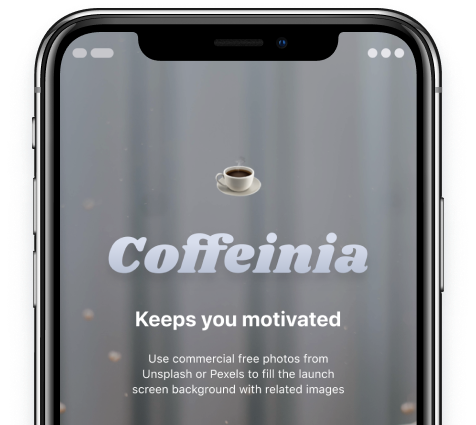 Coffeinia
Keeps you motivated
Use commercial free photos from
Unsplash or Pexels to fill the launch
screen background with related images